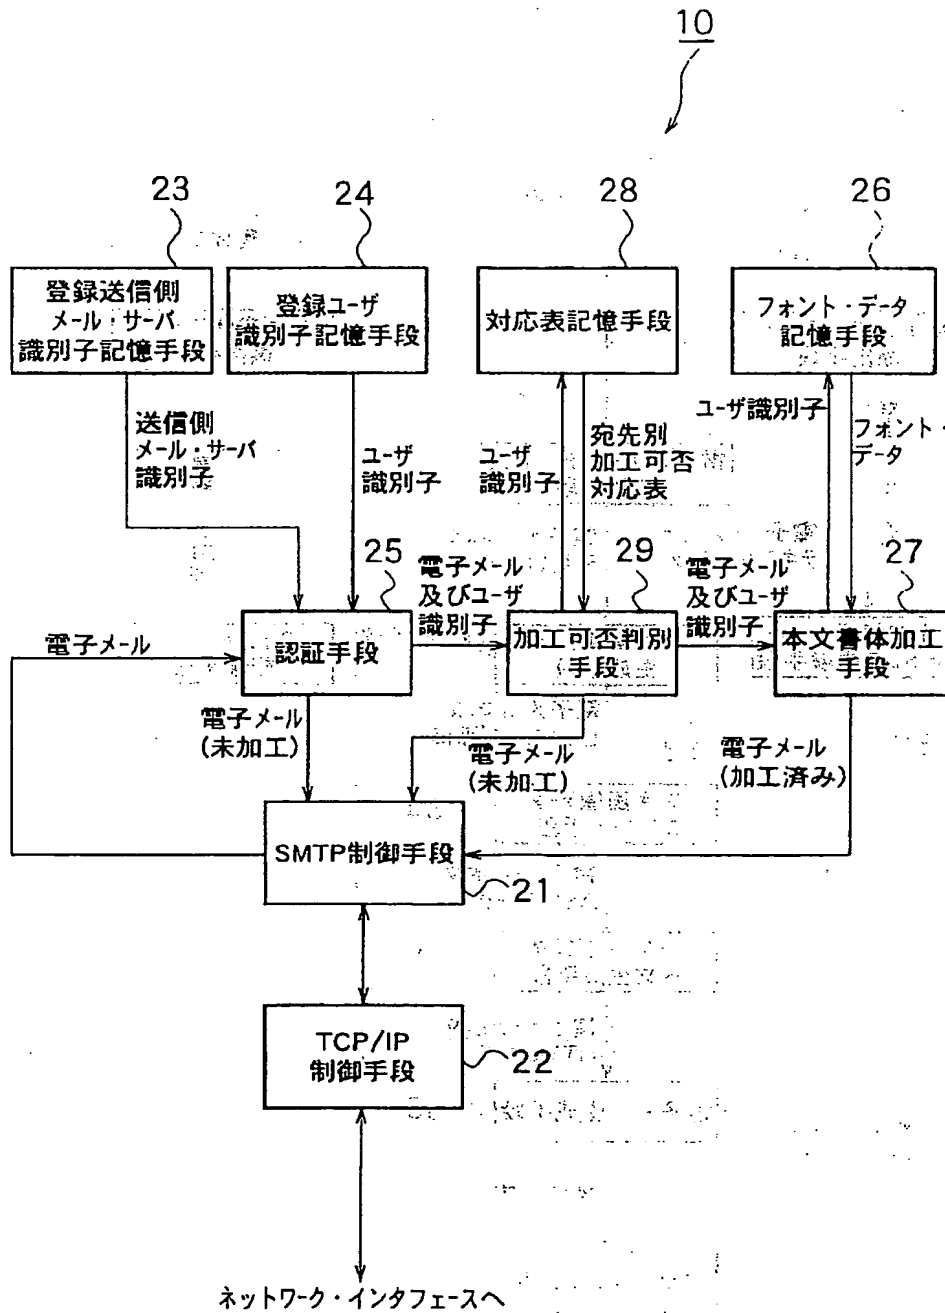 10
23
24
28
26
登録送信側
メール・サーバ
識別子記憶手段
登録ユーザ
識別子記憶手段
対応表記憶手段
フォント・データ
記憶手段
送信側
メール・サーバ
識別子
ユーザ
識別子
ユーザ
識別子
宛先別
加工可否
対応表
ユーザ識別子
フォント・
データ
25
29
27
電子メール
認証手段
電子メール
及びユーザ
識別子
加工可否判別
手段
電子メール
及びユーザ
識別子
本文書体加工
手段
電子メール
(未加工)
電子メール
(未加工)
電子メール
(加工済み)
SMTP制御手段
21
TCP/IP
制御手段
22
ネットワーク・インタフェースへ